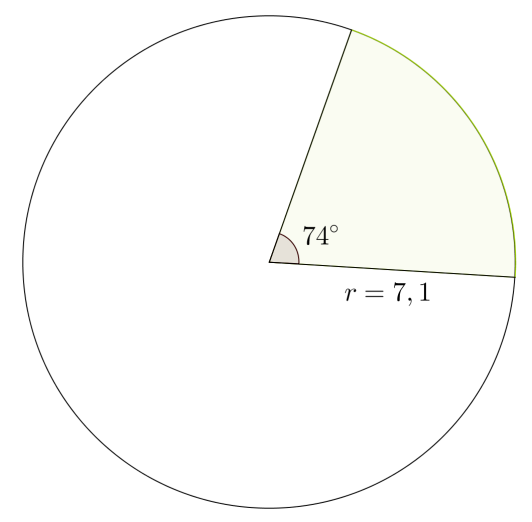 74°
r = 7,1